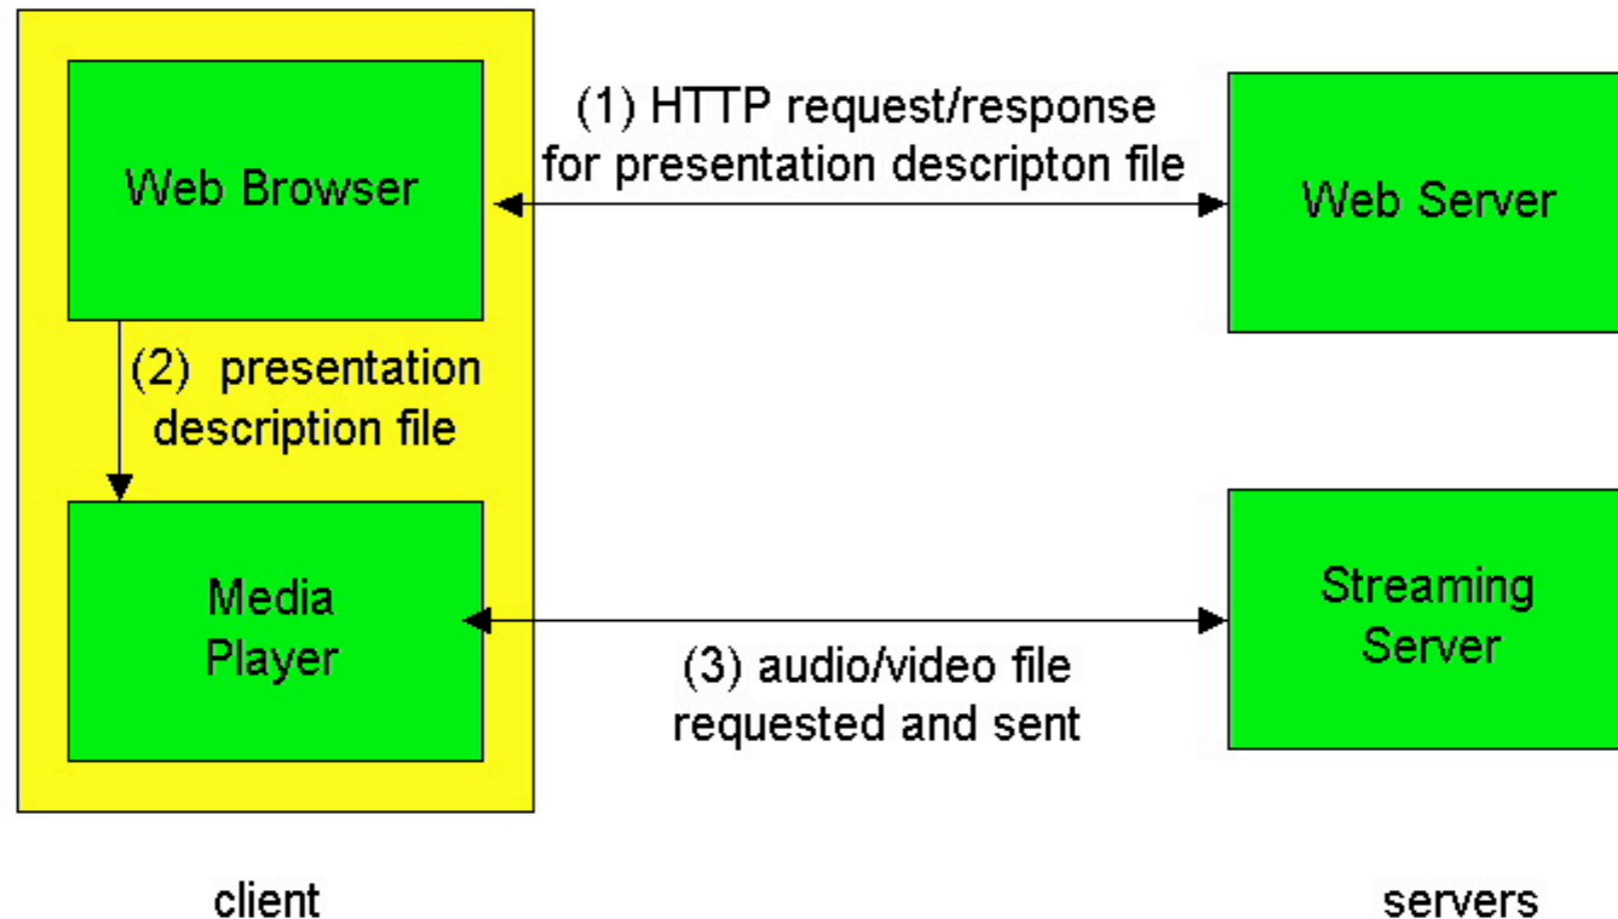 Web Browser
(1) HTTP request/response
for presentation descripton file
Web Server
(2) presentation
description file
Media
Player
(3) audio/video file
requested and sent
Streaming
Server
client
servers